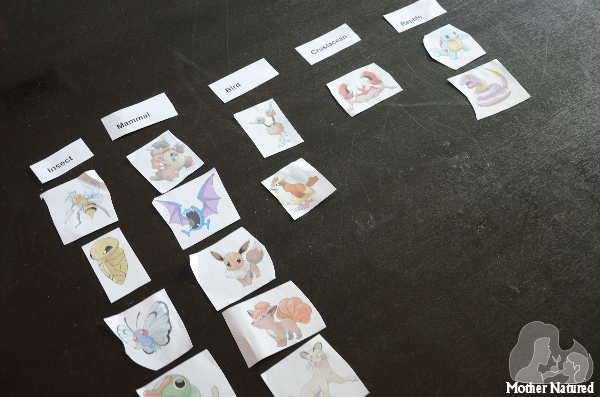 Insect
Mammal
Bird
Crustacean
Reptile
Mother Natured